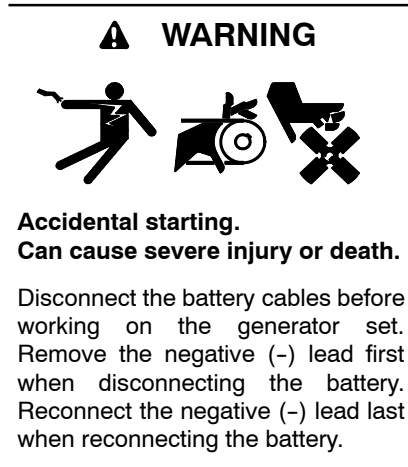 WARNING
Accidental starting.
Can cause severe injury or death.
Disconnect the battery cables before
working on the generator set.
Remove the negative (–) lead first
when disconnecting the battery.
Reconnect the negative (–) lead last
when reconnecting the battery.